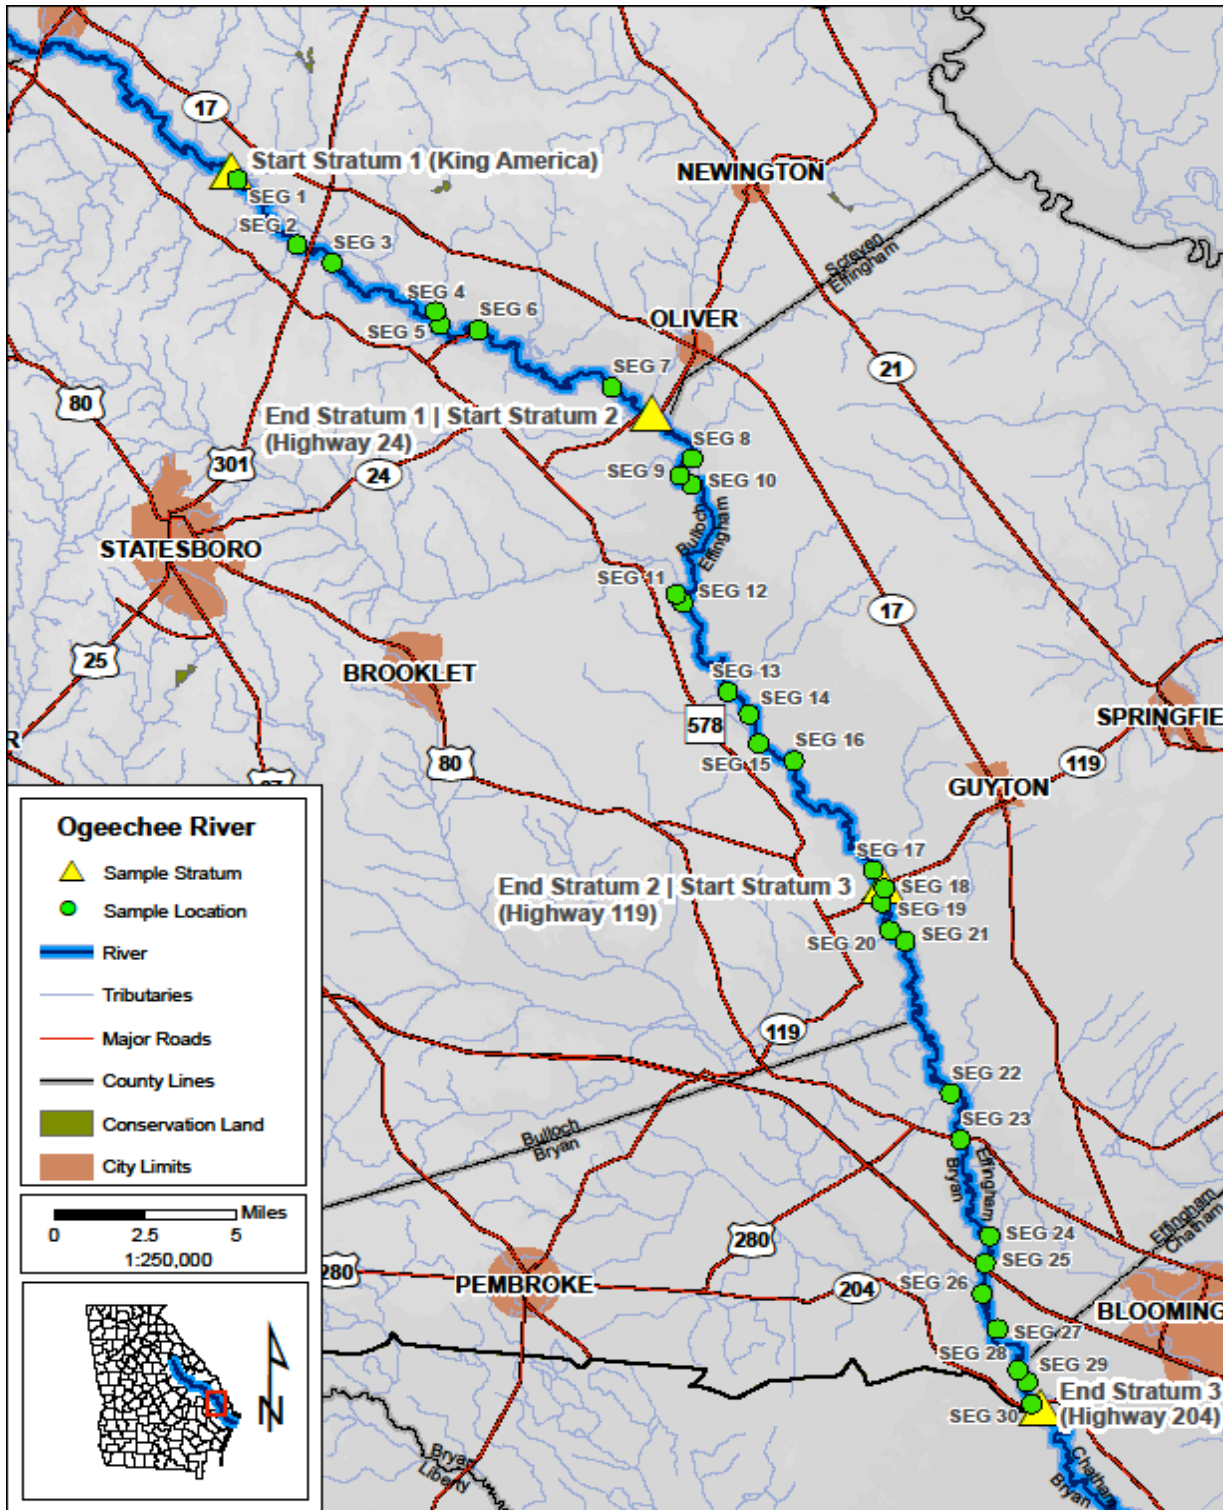 17
Start Stratum 1 (King America)
NEWINGTON
SEG 1
SEG 2
SEG 3
Screven
Effingham
SEG 4
SEG 5
SEG 6
OLIVER
SEG 7
21
80
End Stratum 1 | Start Stratum 2
(Highway 24)
301
24
SEG 8
SEG 9
SEG 10
Bulloch
Effingham
STATESBORO
SEG 11
SEG 12
17
25
BROOKLET
SEG 13
SEG 14
578
SPRINGFIE
R
SEG 15
SEG 16
80
119
GUYTON
SEG 17
End Stratum 2 | Start Stratum 3
(Highway 119)
SEG 18
SEG 19
SEG 20
SEG 21
119
SEG 22
SEG 23
Bulloch
Bryan
Effingham
Bryan
Effingham
Chatham
280
SEG 24
SEG 25
280
PEMBROKE
204
SEG 26
BLOOMING
SEG 27
SEG 28
SEG 29
End Stratum 3
(Highway 204)
SEG 30
Bryan
Liberty
Chatham
Bryan
Ogeechee River
Sample Stratum
Sample Location
River
Tributaries
Major Roads
County Lines
Conservation Land
City Limits
Miles
0 2.5 5
1:250,000
N